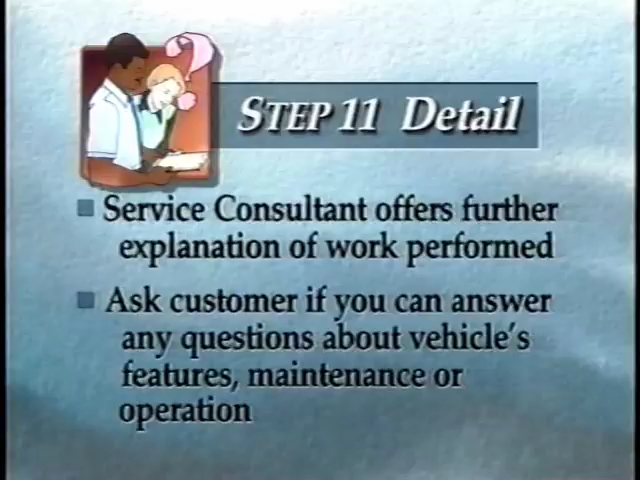 STEP 11 Detail
Service Consultant offers further
explanation of work performed
Ask customer if you can answer
any questions about vehicle's
features, maintenance or
operation